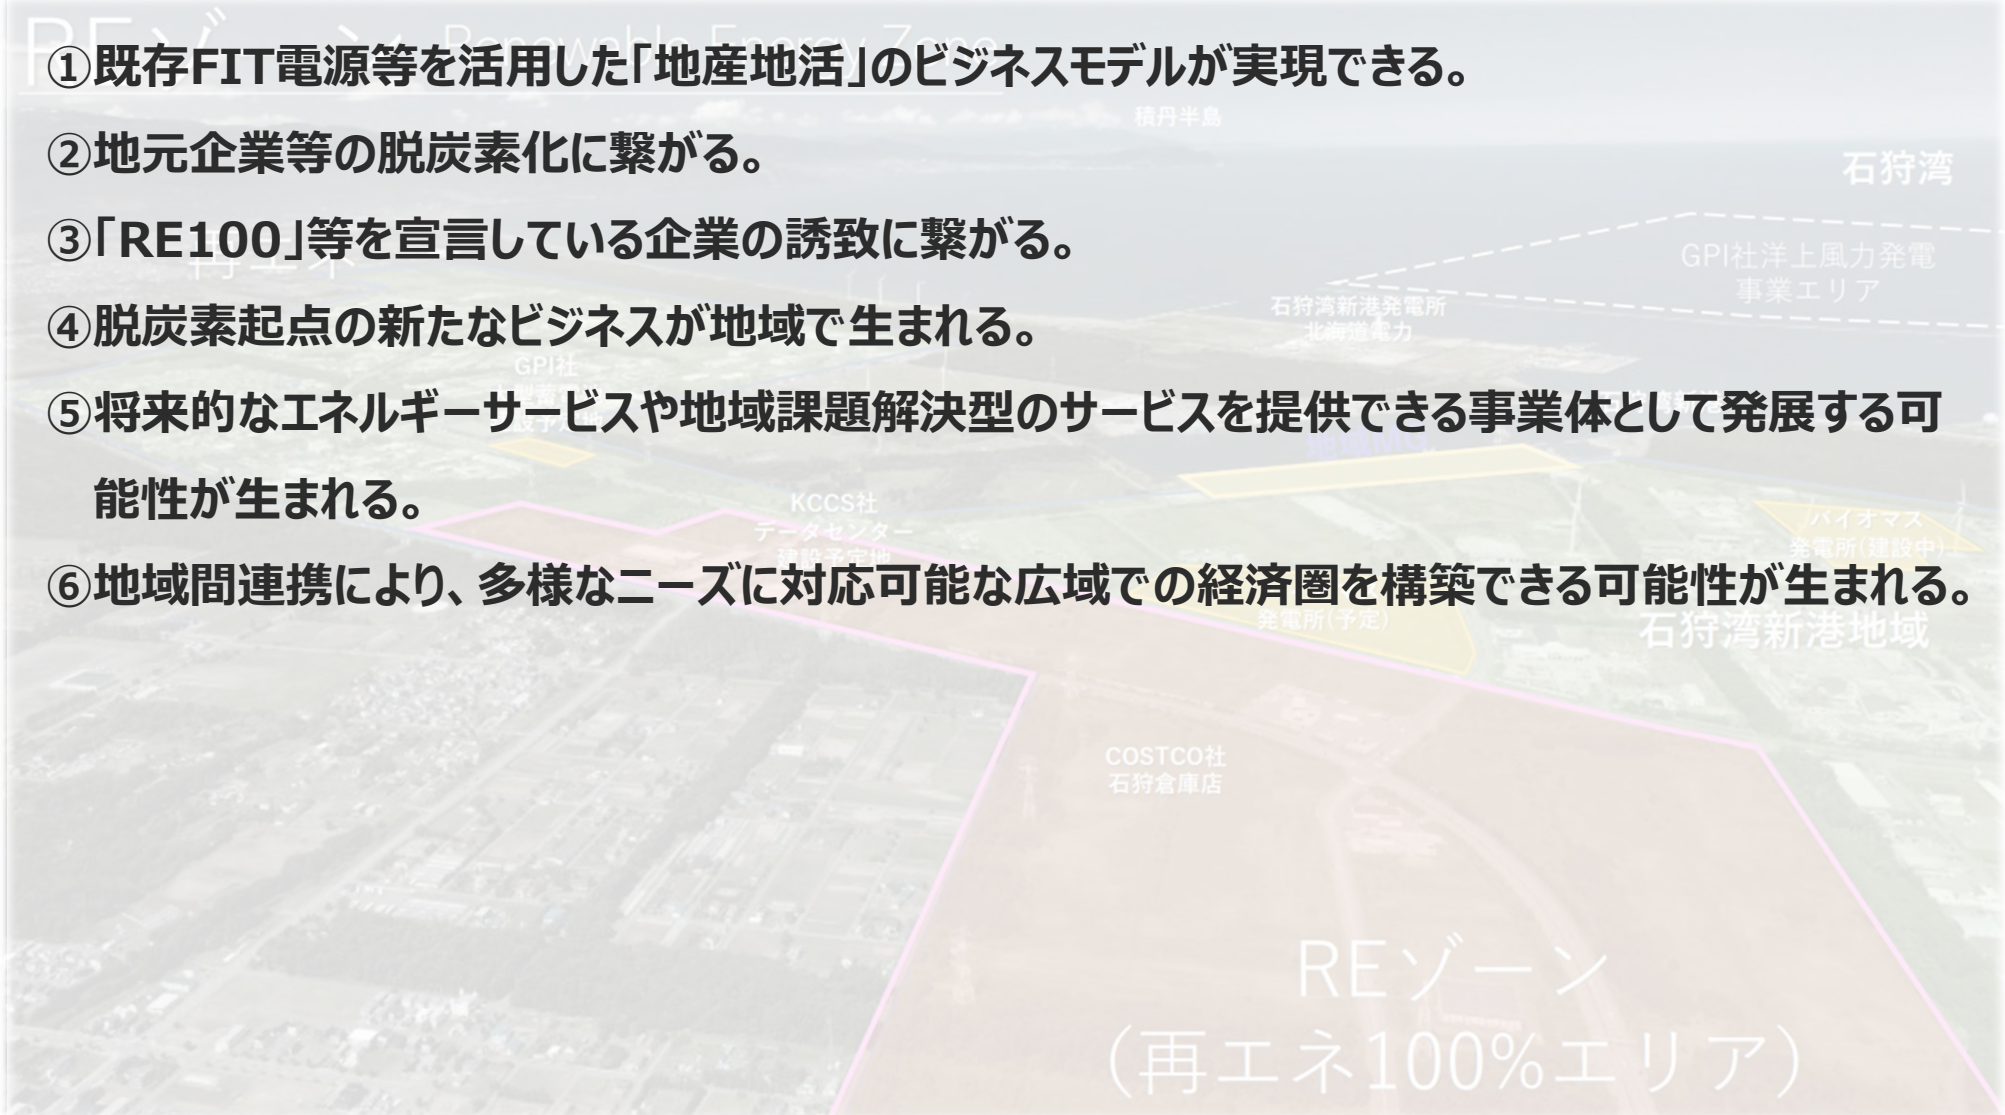 REゾーン Renewable Energy Zone
①既存FIT電源等を活用した「地産地活」のビジネスモデルが実現できる。
積丹半島
②地元企業等の脱炭素化に繋がる。
石狩湾
③「RE100」等を宣言している企業の誘致に繋がる。
再エネ
GPI社洋上風力発電
事業エリア
石狩湾新港発電所
北海道電力
④脱炭素起点の新たなビジネスが地域で生まれる。
GPI社
⑤将来的なエネルギーサービスや地域課題解決型のサービスを提供できる事業体として発展する可
能性が生まれる。
KCCS社
データセンター
建設予定地
バイオマス
発電所(建設中)
⑥地域間連携により、多様なニーズに対応可能な広域での経済圏を構築できる可能性が生まれる。
発電所(予定)
石狩湾新港地域
COSTCO社
石狩倉庫店
REゾーン
（再エネ100%エリア）